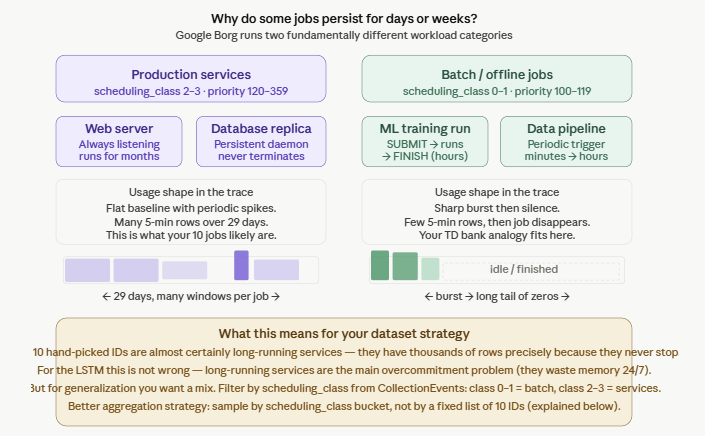 Why do some jobs persist for days or weeks?
Google Borg runs two fundamentally different workload categories
Production services
scheduling_class 2–3 · priority 120–359
Batch / offline jobs
scheduling_class 0–1 · priority 100–119
Web server
Always listening
runs for months
Database replica
Persistent daemon
never terminates
ML training run
SUBMIT → runs
→ FINISH (hours)
Data pipeline
Periodic trigger
minutes → hours
Usage shape in the trace
Flat baseline with periodic spikes.
Many 5-min rows over 29 days.
This is what your 10 jobs likely are.
Usage shape in the trace
Sharp burst then silence.
Few 5-min rows, then job disappears.
Your TD bank analogy fits here.
idle / finished
← 29 days, many windows per job →
← burst → long tail of zeros →
What this means for your dataset strategy
10 hand-picked IDs are almost certainly long-running services — they have thousands of rows precisely because they never stop
For the LSTM this is not wrong — long-running services are the main overcommitment problem (they waste memory 24/7).
But for generalization you want a mix. Filter by scheduling_class from CollectionEvents: class 0–1 = batch, class 2–3 = services.
Better aggregation strategy: sample by scheduling_class bucket, not by a fixed list of 10 IDs (explained below).